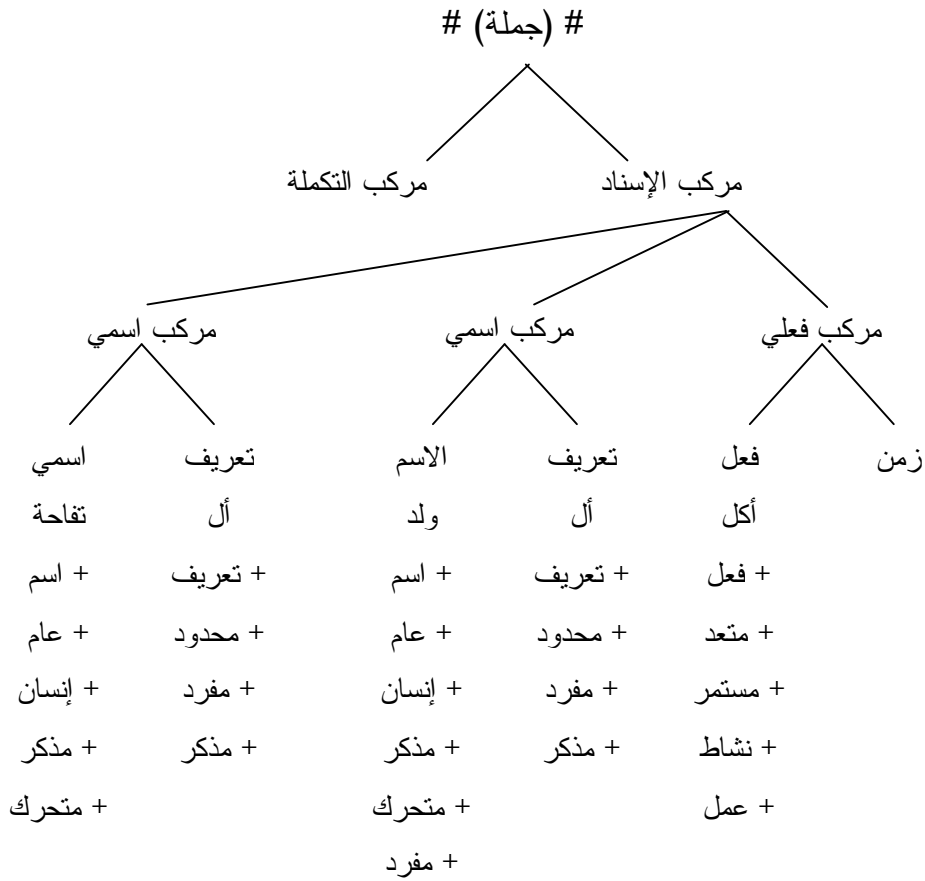 # (جملة) #
مركب الإسناد مركب التكملة
مركب فعلي مركب اسمي مركب اسمي
زمن فعل تعريف الاسم تعريف اسمي
أكل أل ولد أل تفاحة
+ فعل + تعريف + اسم + تعريف + اسم
+ متعد + محدود + عام + محدود + عام
+ مستمر + مفرد + إنسان + مفرد + إنسان
+ نشاط + مذكر + مذكر + مذكر + مذكر
+ عمل + متحرك + متحرك
+ مفرد